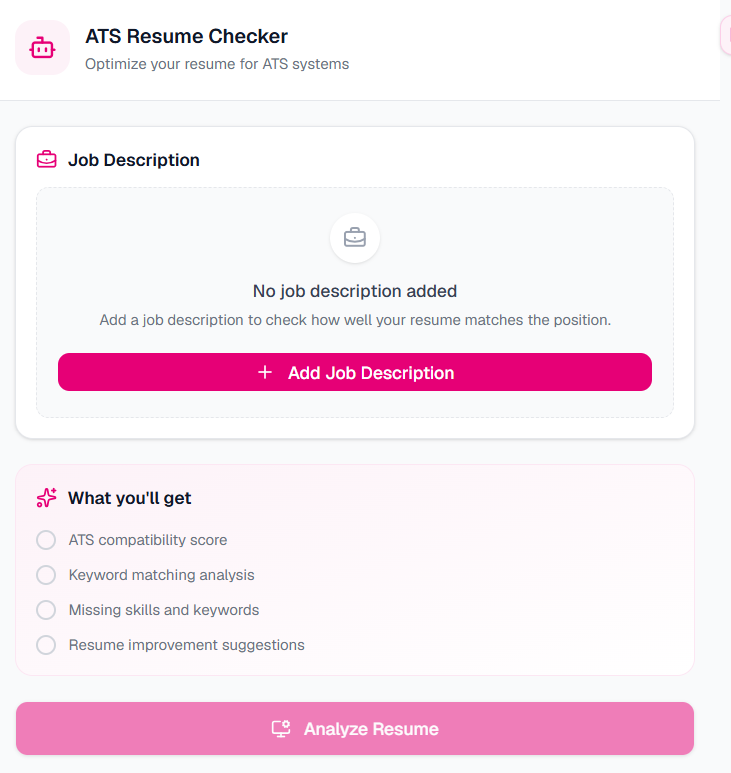 ATS Resume Checker
Optimize your resume for ATS systems
Job Description
No job description added
Add a job description to check how well your resume matches the position.
Add Job Description
What you'll get
ATS compatibility score
Keyword matching analysis
Missing skills and keywords
Resume improvement suggestions
Analyze Resume